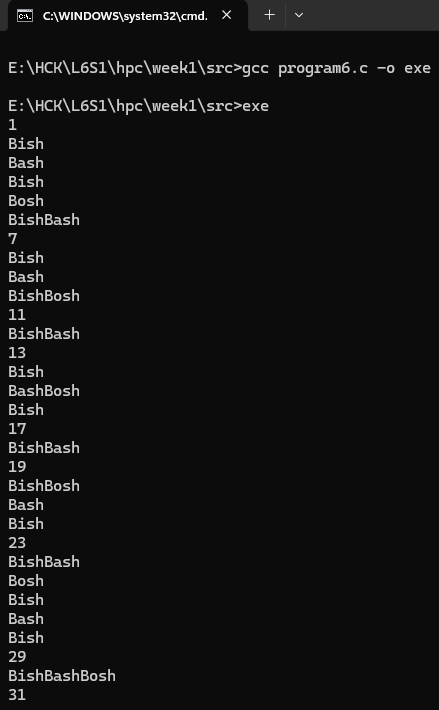 C:\WINDOWS\system32\cmd.
E:\HCK\L6S1\hpc\week1\src>gcc program6.c -o exe
E:\HCK\L6S1\hpc\week1\src>exe
1
Bish
Bash
Bish
Bosh
BishBash
7
Bish
Bash
BishBosh
11
BishBash
13
Bish
BashBosh
Bish
17
BishBash
19
BishBosh
Bash
Bish
23
BishBash
Bosh
Bish
Bash
Bish
29
BishBashBosh
31